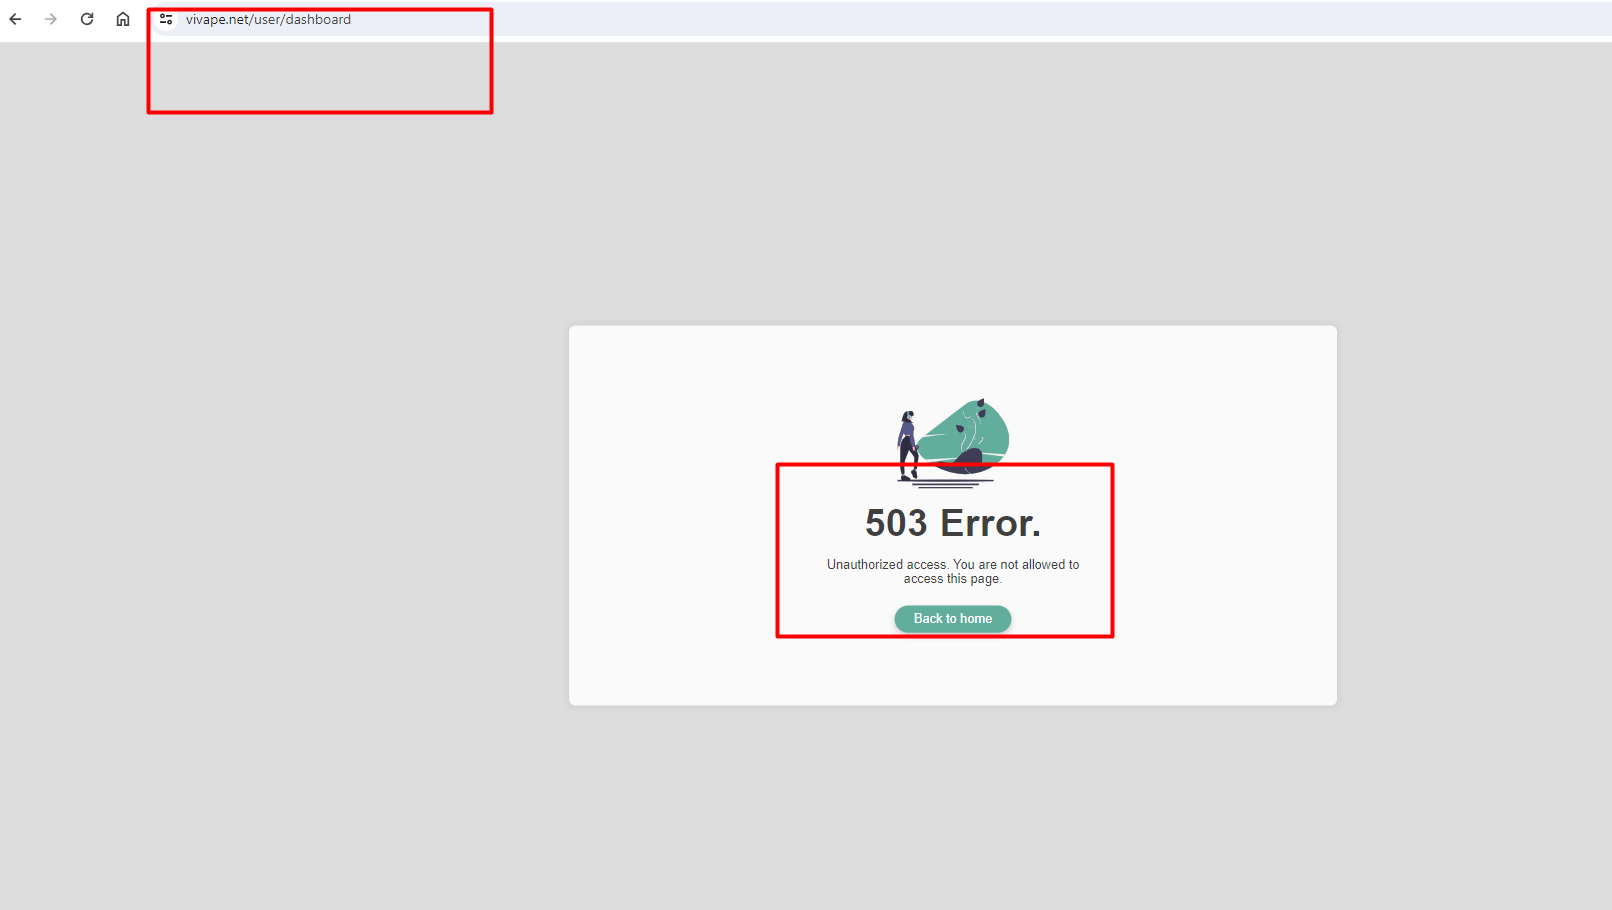 vivape.net/user/dashboard
503 Error.
Unauthorized access. You are not allowed to
access this page.
Back to home